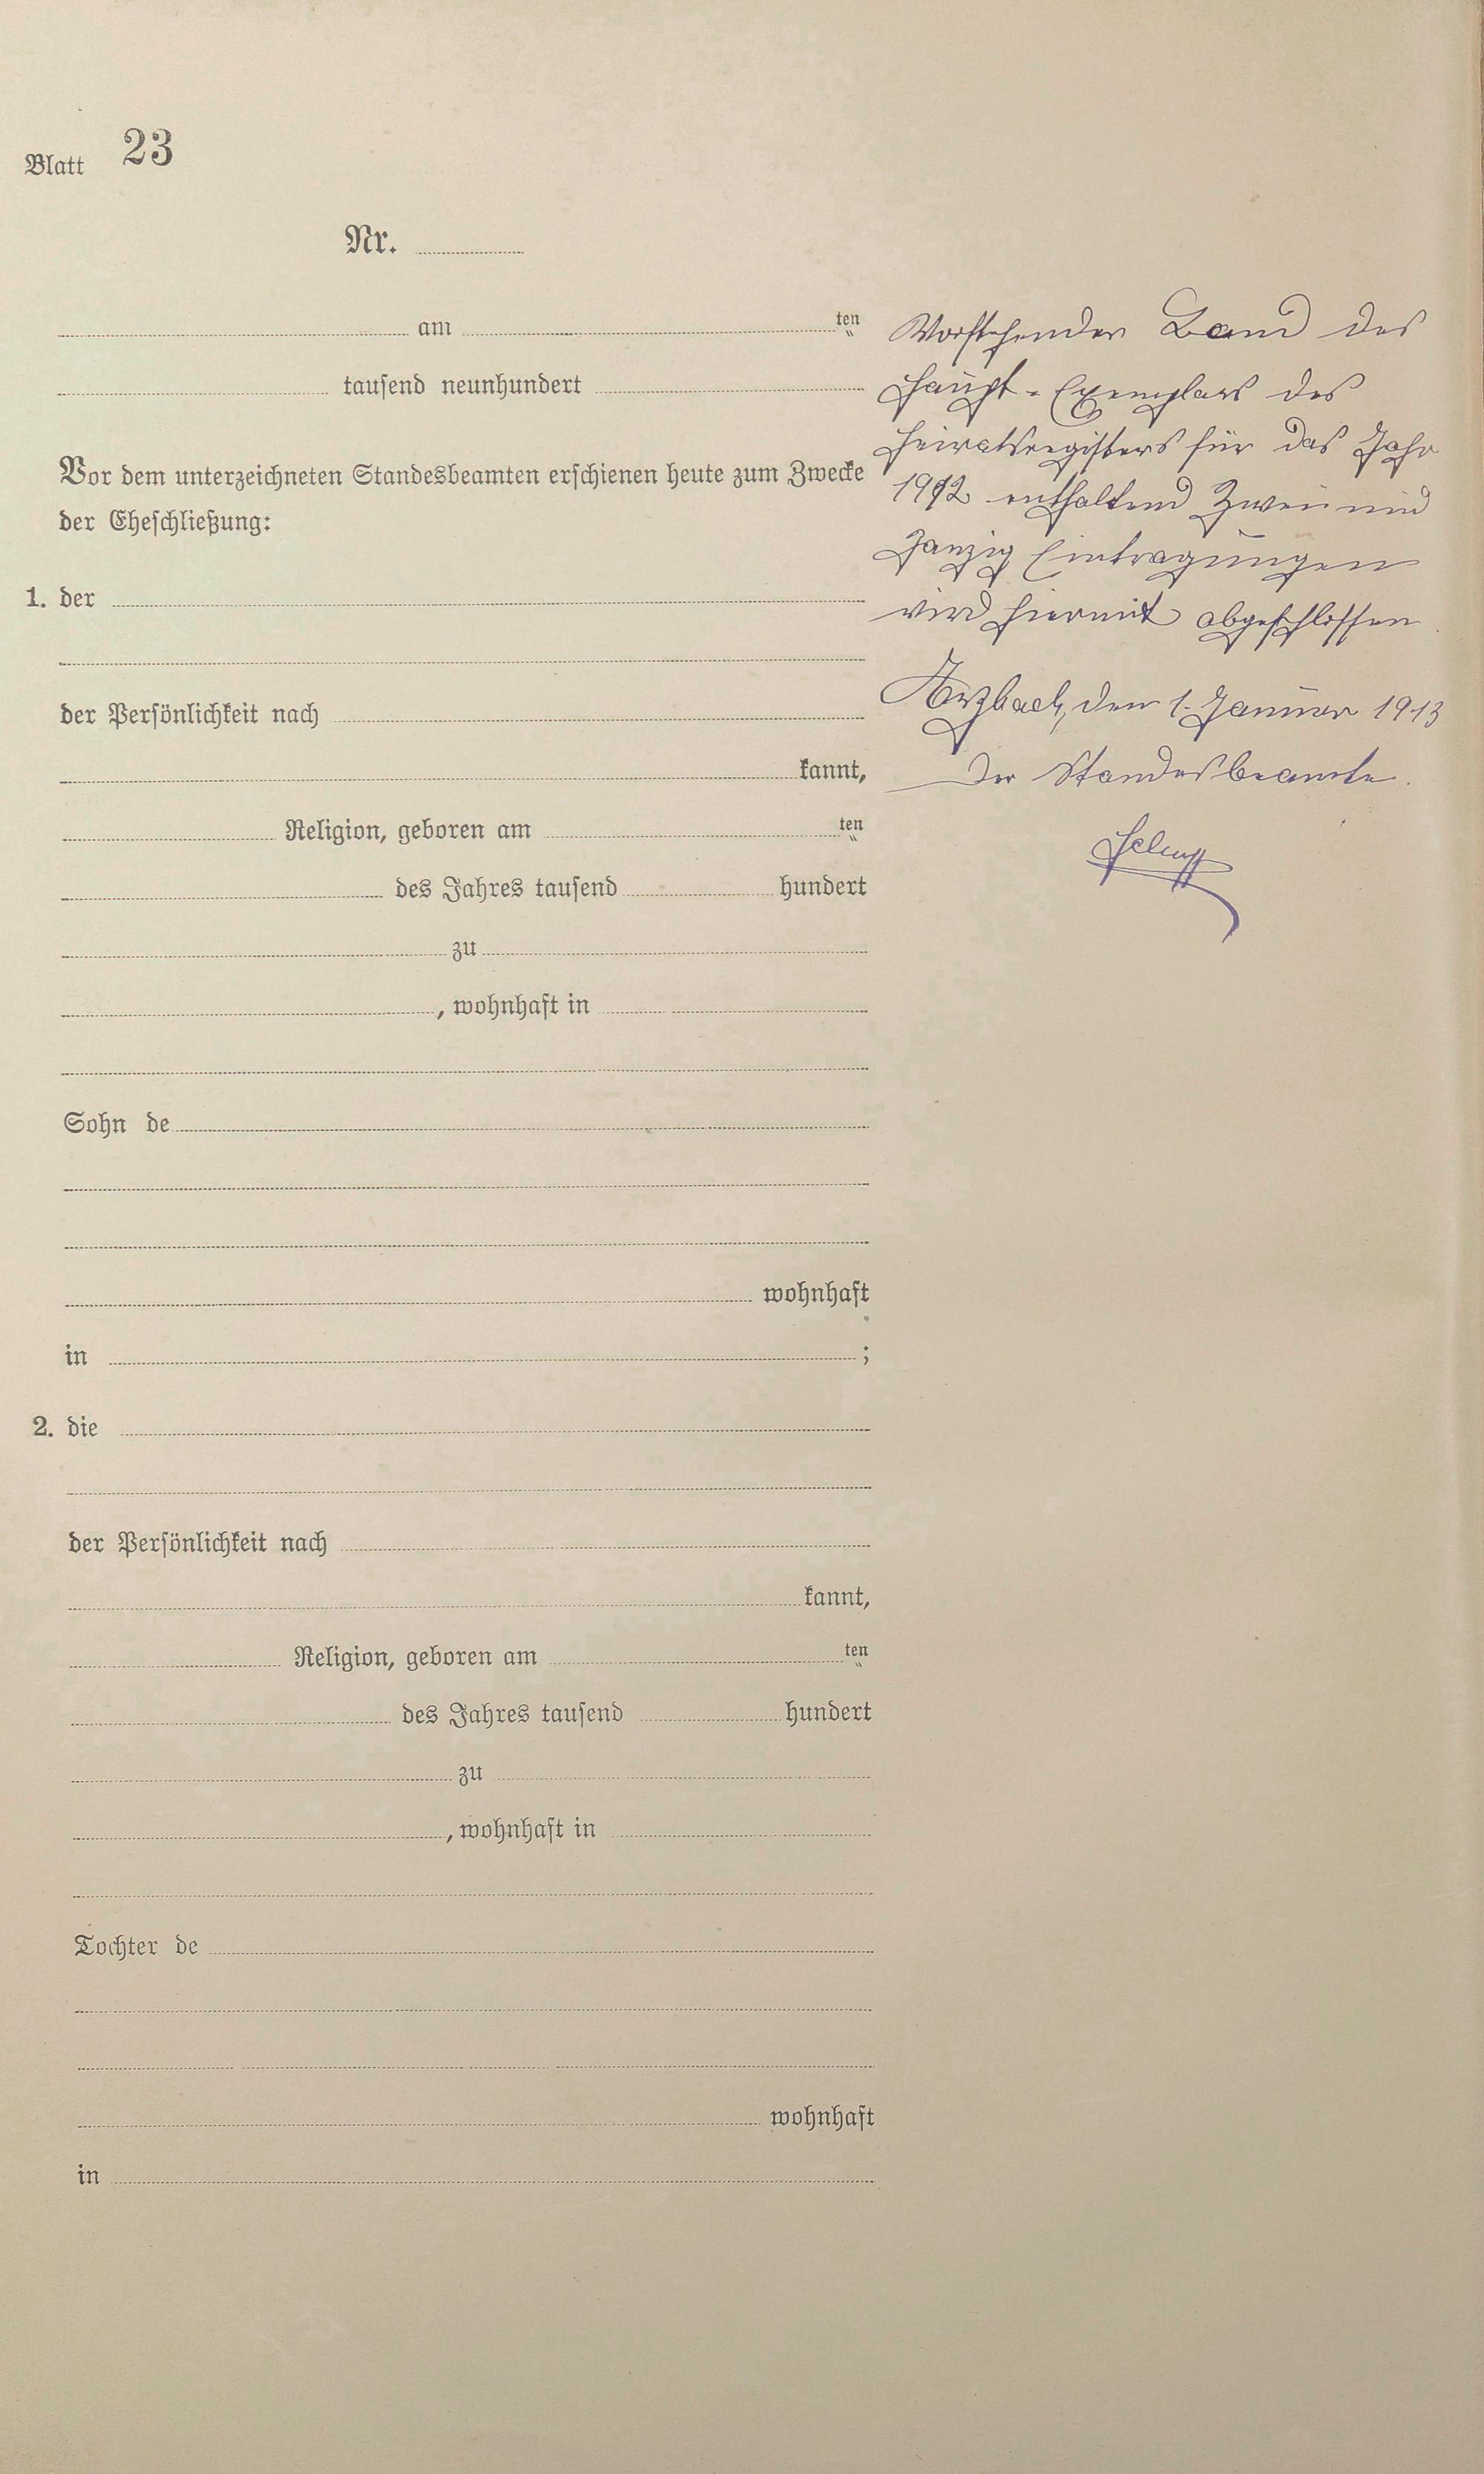 Blatt 23
Nr.
am ten
tausend neunhundert
Vor dem unterzeichneten Standesbeamten erschienen heute zum Zwecke
der Eheschließung:
1. der
der Persönlichkeit nach
kannt,
Religion, geboren am ten
des Jahres tausend hundert
zu
, wohnhaft in
Sohn de
wohnhaft
in ;
2. die
der Persönlichkeit nach
kannt,
Religion, geboren am ten
des Jahres tausend hundert
zu
, wohnhaft in
Tochter de
wohnhaft
in
Vorstehender Band des
Haupt-Exemplars des
Heiratsregisters für das Jahr
1912 enthaltend Zwei und
zanzig Eintragungen
wird hiermit abgeschlossen
Arzbach, den 1. Januar 1913
Der Standesbeamte.